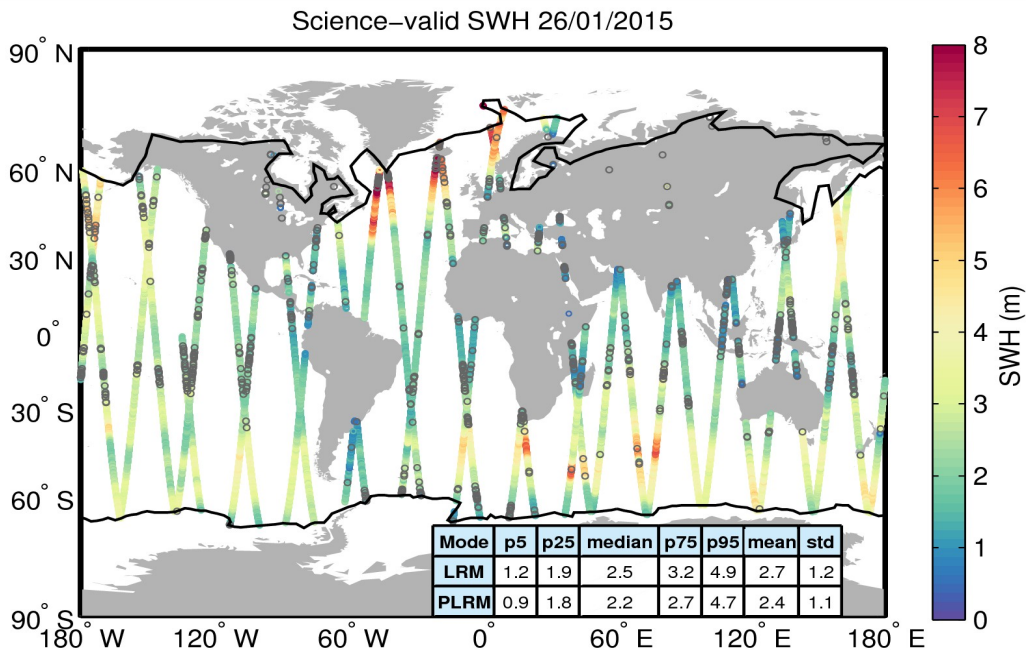 Science−valid SWH 26/01/2015
90° N
60° N
30° N
0°
30° S
60° S
90° S
180° W
120° W
60° W
0°
60° E
120° E
180° E
Mode p5 p25 median p75 p95 mean std
LRM 1.2 1.9 2.5 3.2 4.9 2.7 1.2
PLRM 0.9 1.8 2.2 2.7 4.7 2.4 1.1
8
7
6
5
4
3
2
1
0
SWH (m)